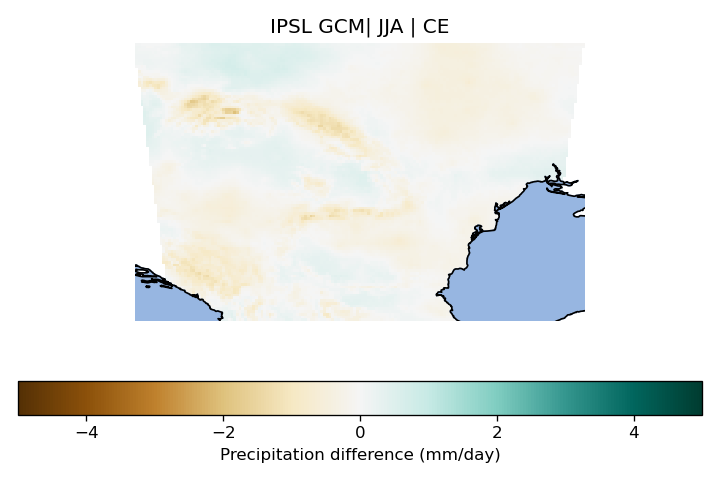 IPSL GCM| JJA | CE
−4 −2 0 2 4
Precipitation difference (mm/day)